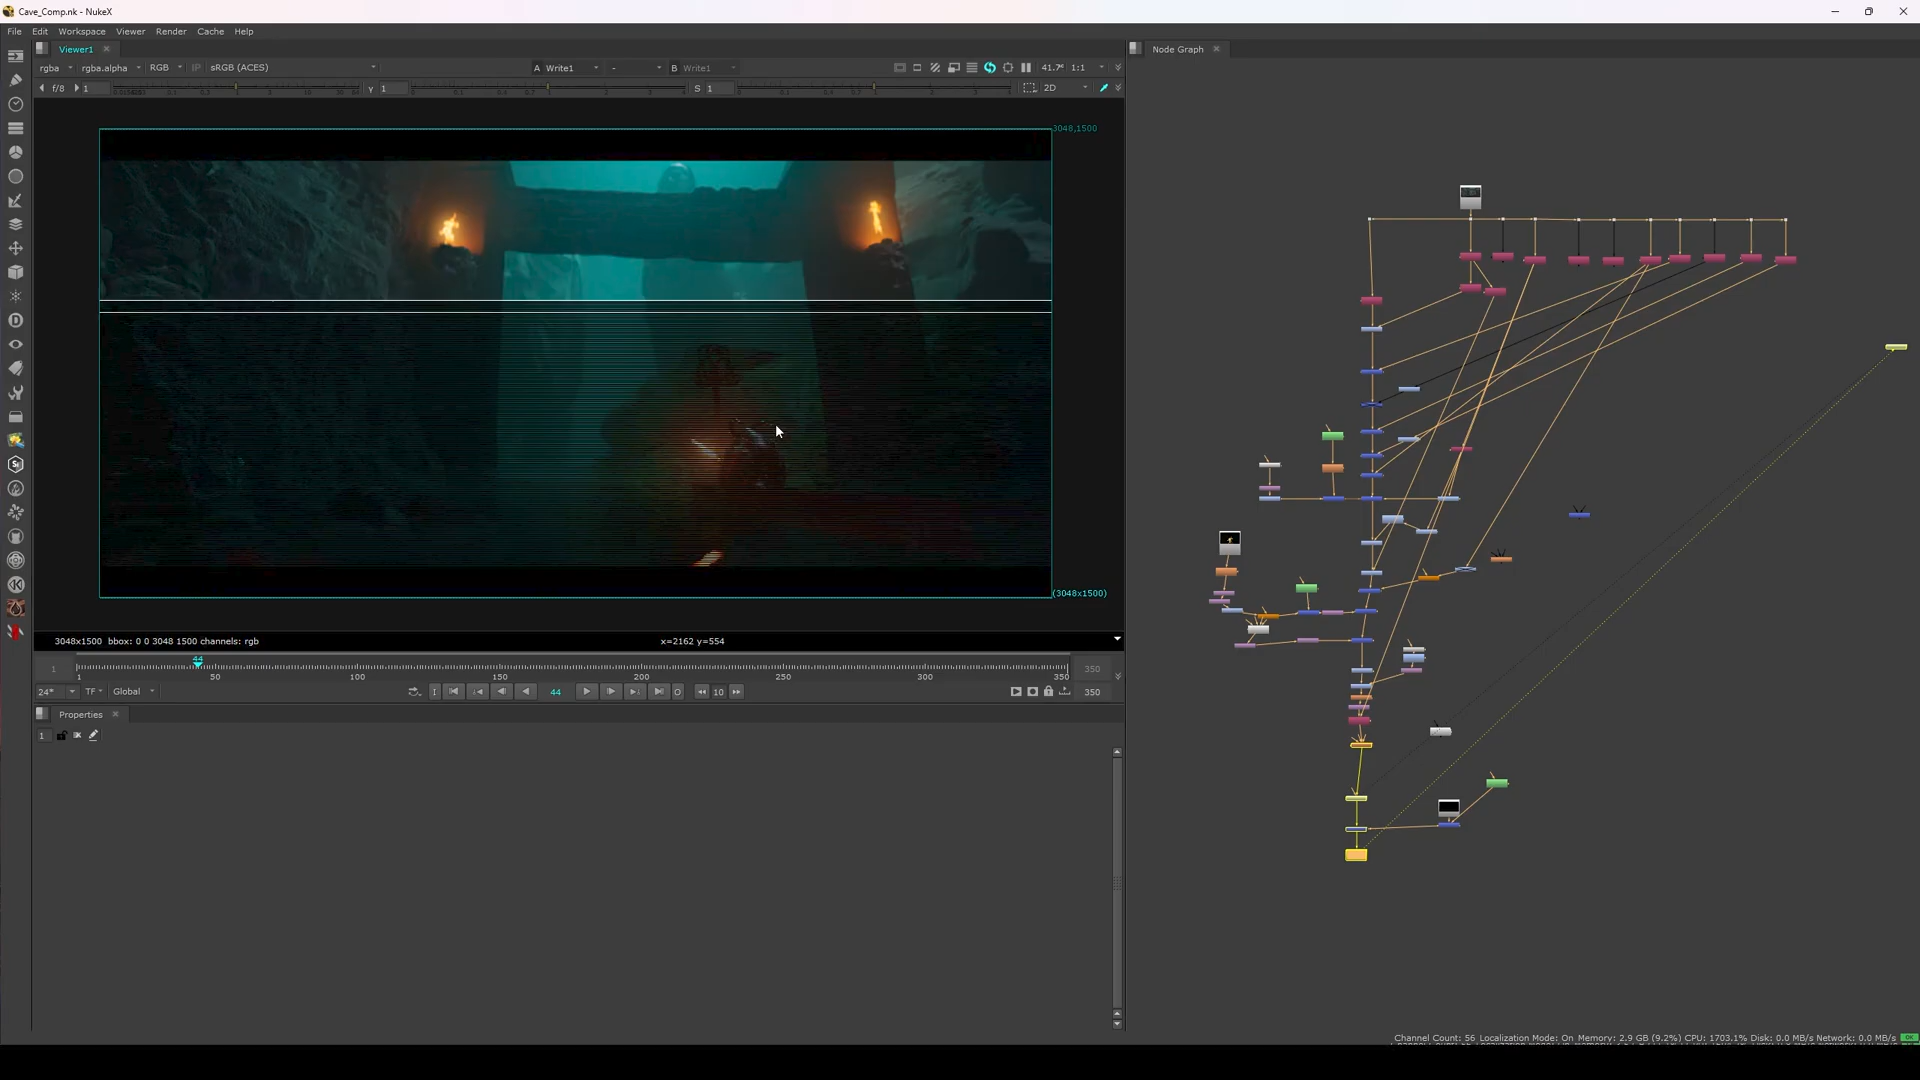 Cave_Comp.nk - NukeX
File Edit Workspace Viewer Render Cache Help
Viewer1
Node Graph
rgba rgba.alpha RGB IP sRGB (ACES) A Write1 - B Write1 41.7% 1:1
f/8 1 Y 1 S 1 2D
3048,1500
(3048x1500)
3048x1500 bbox: 0 0 3048 1500 channels: rgb x=2162 y=554
1 44 350
1 50 100 150 200 250 300 350
24* TF Global I 44 O 10 350
Properties
1
Channel Count: 56 Localization Mode: On Memory: 2.9 GB (9.2%) CPU: 1703.1% Disk: 0.0 MB/s Network: 0.0 MB/s